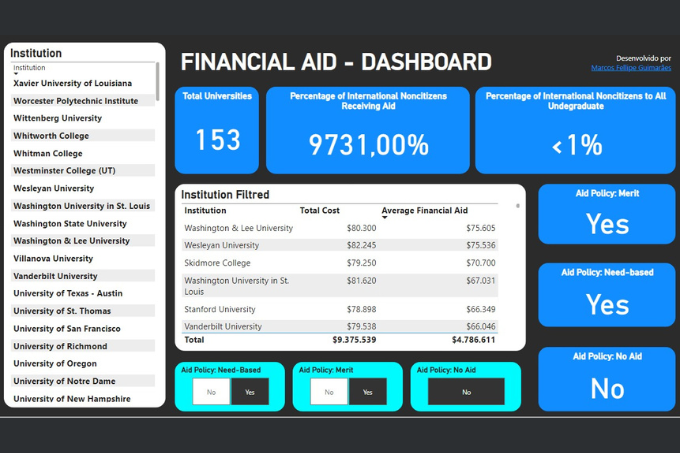 Institution
Institution
Xavier University of Louisiana
Worcester Polytechnic Institute
Wittenberg University
Whitworth College
Whitman College
Westminster College (UT)
Wesleyan University
Washington University in St. Louis
Washington State University
Washington & Lee University
Villanova University
Vanderbilt University
University of Texas - Austin
University of St. Thomas
University of San Francisco
University of Richmond
University of Oregon
University of Notre Dame
University of New Hampshire
FINANCIAL AID - DASHBOARD
Desenvolvido por
Marcos Fellipe Guimarães
Total Universities
153
Percentage of International Noncitizens
Receiving Aid
9731,00%
Percentage of International Noncitizens to All
Undegraduate
<1%
Institution Filtred
Institution Total Cost Average Financial Aid
Washington & Lee University $80.300 $75.605
Wesleyan University $82.245 $75.536
Skidmore College $79.250 $70.700
Washington University in St. $81.620 $67.031
Louis
Stanford University $78.898 $66.349
Vanderbilt University $79.538 $66.046
Total $9.375.539 $4.786.611
Aid Policy: Merit
Yes
Aid Policy: Need-based
Yes
Aid Policy: No Aid
No
Aid Policy: Need-Based
No Yes
Aid Policy: Merit
No Yes
Aid Policy: No Aid
No